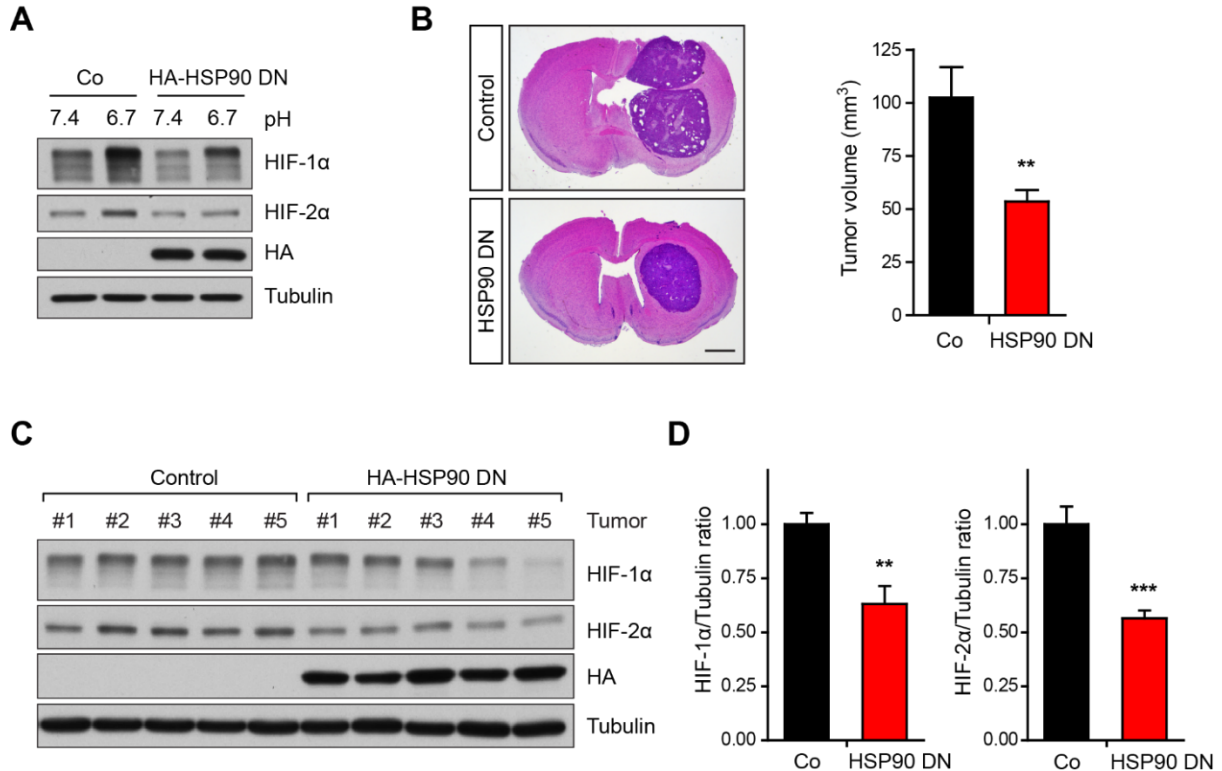 A
Co HA-HSP90 DN
7.4 6.7 7.4 6.7 pH
HIF-1α
HIF-2α
HA
Tubulin
B
Control
HSP90 DN
Tumor volume (mm³)
125
100
75
50
25
0
**
Co HSP90 DN
C
Control HA-HSP90 DN
#1 #2 #3 #4 #5 #1 #2 #3 #4 #5 Tumor
HIF-1α
HIF-2α
HA
Tubulin
D
HIF-1α/Tubulin ratio
1.00
0.75
0.50
0.25
0.00
**
Co HSP90 DN
HIF-2α/Tubulin ratio
1.00
0.75
0.50
0.25
0.00
***
Co HSP90 DN